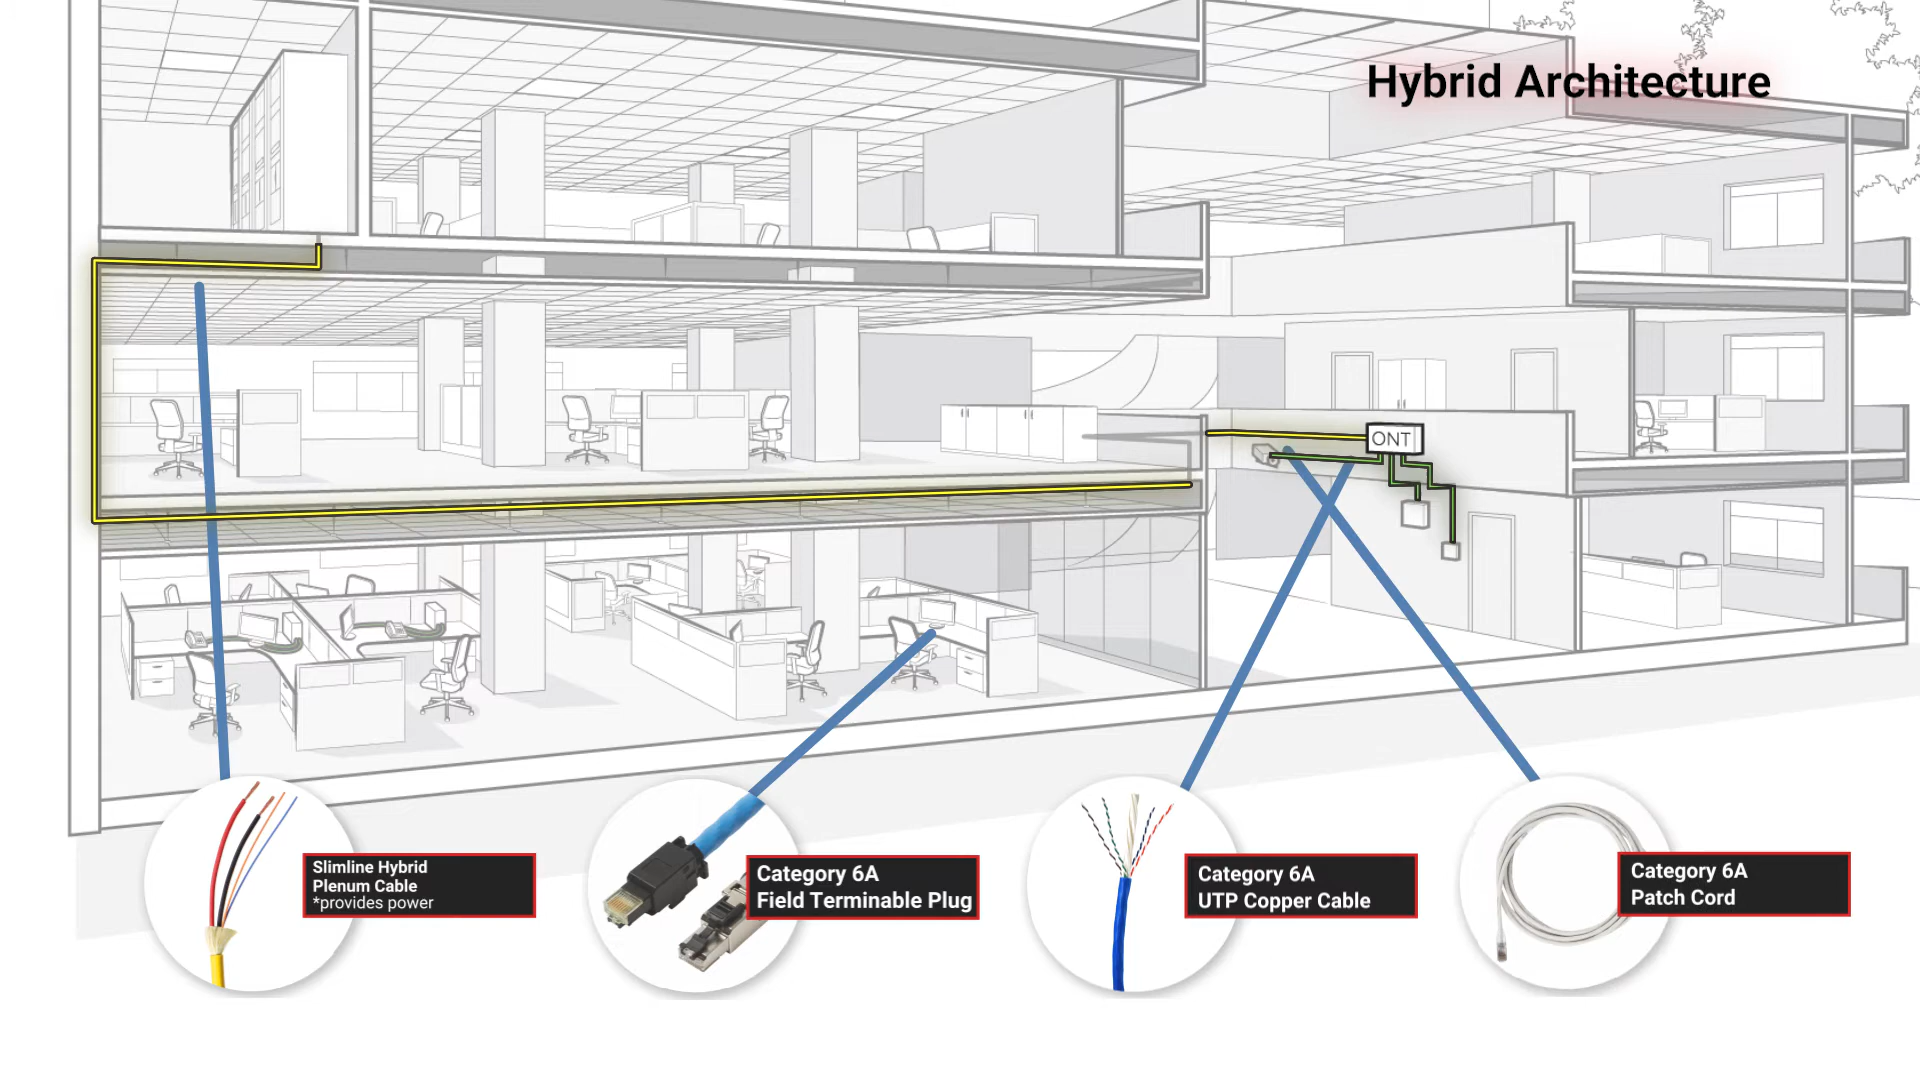 Hybrid Architecture
ONT
Slimline Hybrid
Plenum Cable
*provides power
Category 6A
Field Terminable Plug
Category 6A
UTP Copper Cable
Category 6A
Patch Cord